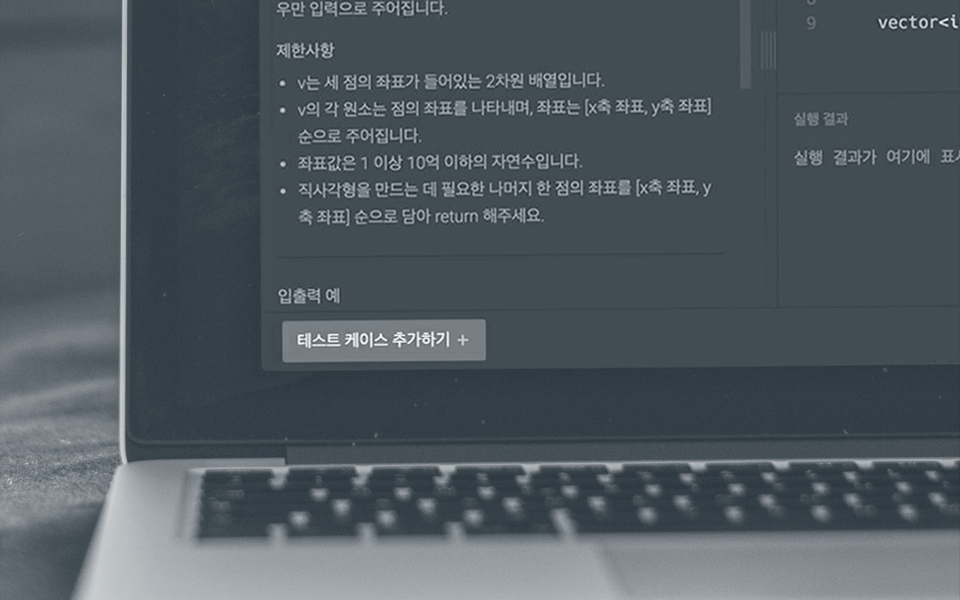 우만 입력으로 주어집니다.
제한사항
• v는 세 점의 좌표가 들어있는 2차원 배열입니다.
• v의 각 원소는 점의 좌표를 나타내며, 좌표는 [x축 좌표, y축 좌표]
순으로 주어집니다.
• 좌표값은 1 이상 10억 이하의 자연수입니다.
• 직사각형을 만드는 데 필요한 나머지 한 점의 좌표를 [x축 좌표, y
축 좌표] 순으로 담아 return 해주세요.
입출력 예
테스트 케이스 추가하기 +
9 vector<i
실행 결과
실행 결과가 여기에